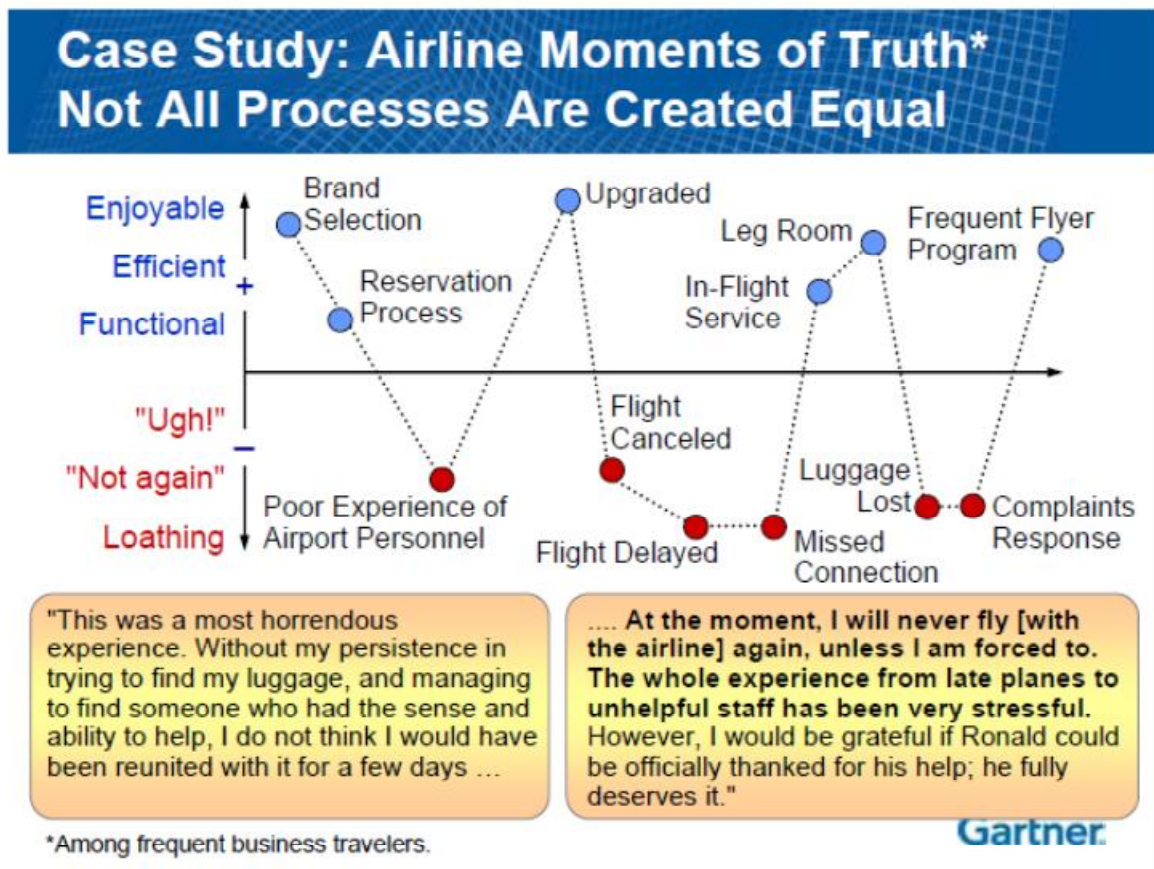 Case Study: Airline Moments of Truth*
Not All Processes Are Created Equal
Enjoyable
Efficient
+
Functional
"Ugh!"
–
"Not again"
Loathing
Brand
Selection
Reservation
Process
Poor Experience of
Airport Personnel
Upgraded
Flight
Canceled
Flight Delayed
Missed
Connection
In-Flight
Service
Leg Room
Luggage
Lost
Complaints
Response
Frequent Flyer
Program
"This was a most horrendous
experience. Without my persistence in
trying to find my luggage, and managing
to find someone who had the sense and
ability to help, I do not think I would have
been reunited with it for a few days ...
.... At the moment, I will never fly [with
the airline] again, unless I am forced to.
The whole experience from late planes to
unhelpful staff has been very stressful.
However, I would be grateful if Ronald could
be officially thanked for his help; he fully
deserves it."
*Among frequent business travelers.
Gartner